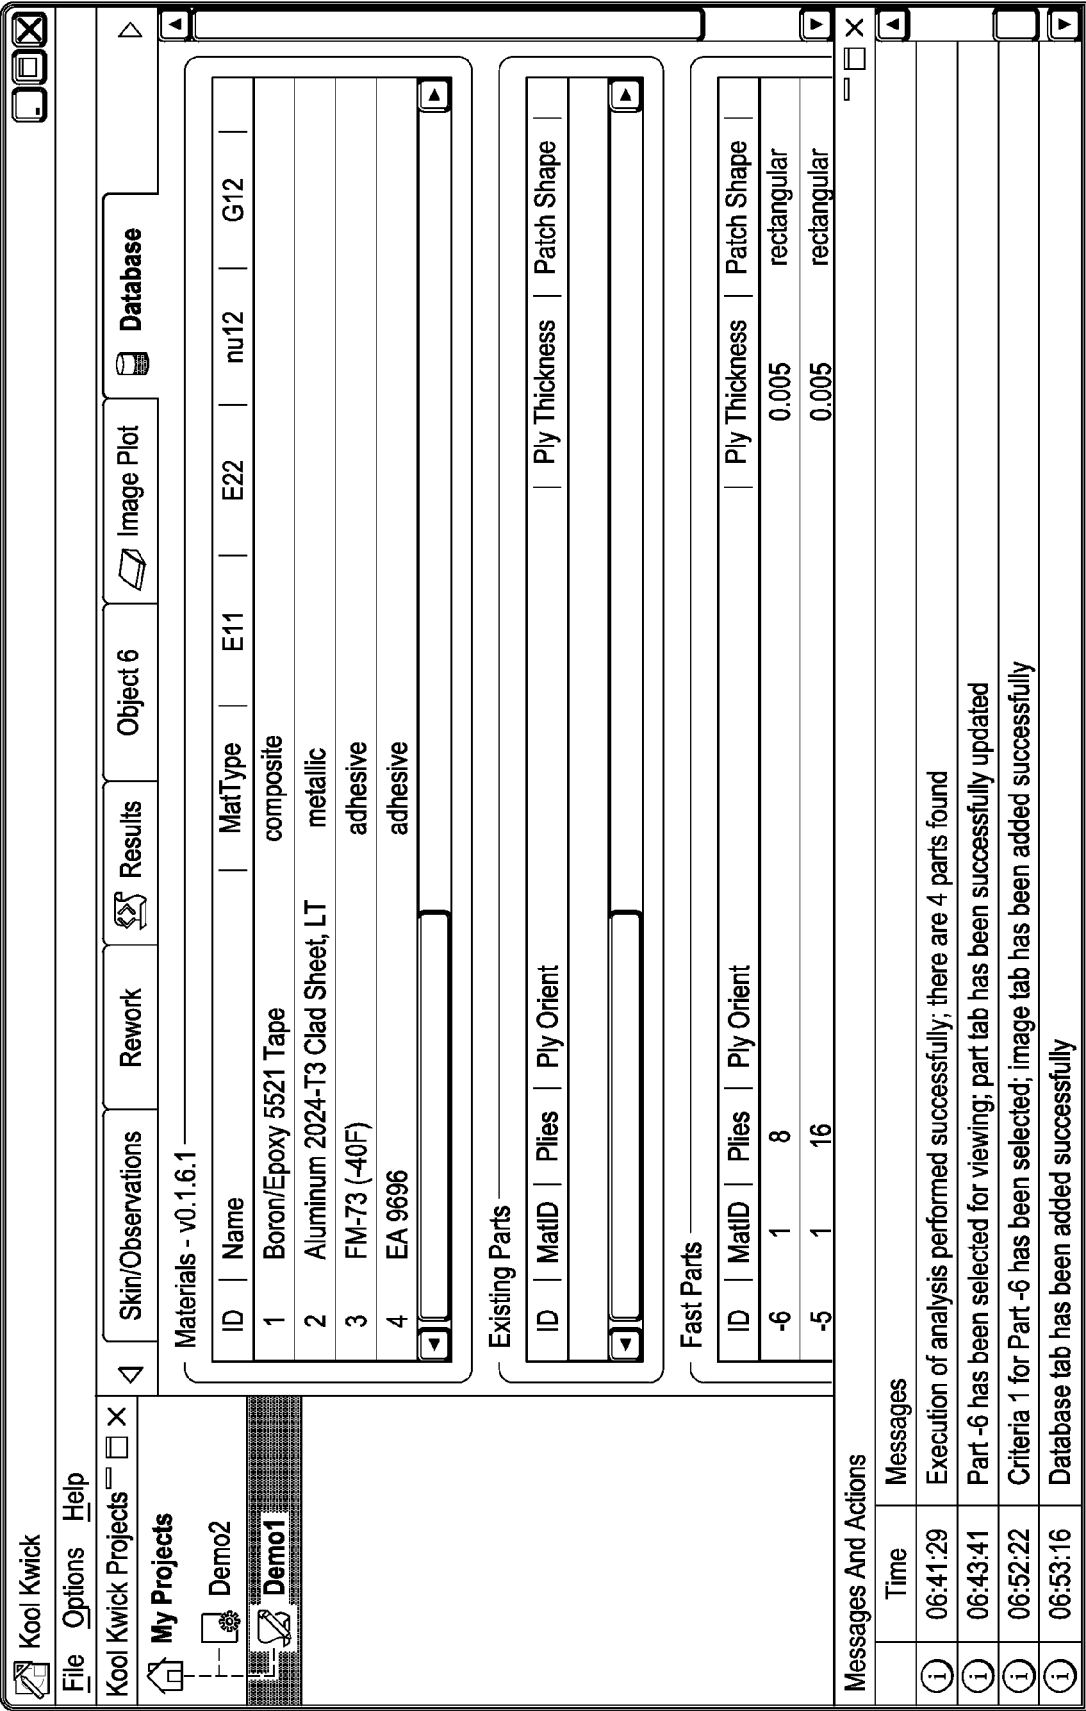 Kool Kwick
File Options Help
Kool Kwick Projects
My Projects
Demo2
Demo1
Skin/Observations Rework Results Object 6 Image Plot Database
Materials - v0.1.6.1
ID | Name | MatType | E11 | E22 | nu12 | G12 |
1 Boron/Epoxy 5521 Tape composite
2 Aluminum 2024-T3 Clad Sheet, LT metallic
3 FM-73 (-40F) adhesive
4 EA 9696 adhesive
Existing Parts
ID | MatID | Plies | Ply Orient | Ply Thickness | Patch Shape |
Fast Parts
ID | MatID | Plies | Ply Orient | Ply Thickness | Patch Shape |
-6 1 8 0.005 rectangular
-5 1 16 0.005 rectangular
Messages And Actions
Time Messages
06:41:29 Execution of analysis performed successfully; there are 4 parts found
06:43:41 Part -6 has been selected for viewing; part tab has been successfully updated
06:52:22 Criteria 1 for Part -6 has been selected; image tab has been added successfully
06:53:16 Database tab has been added successfully